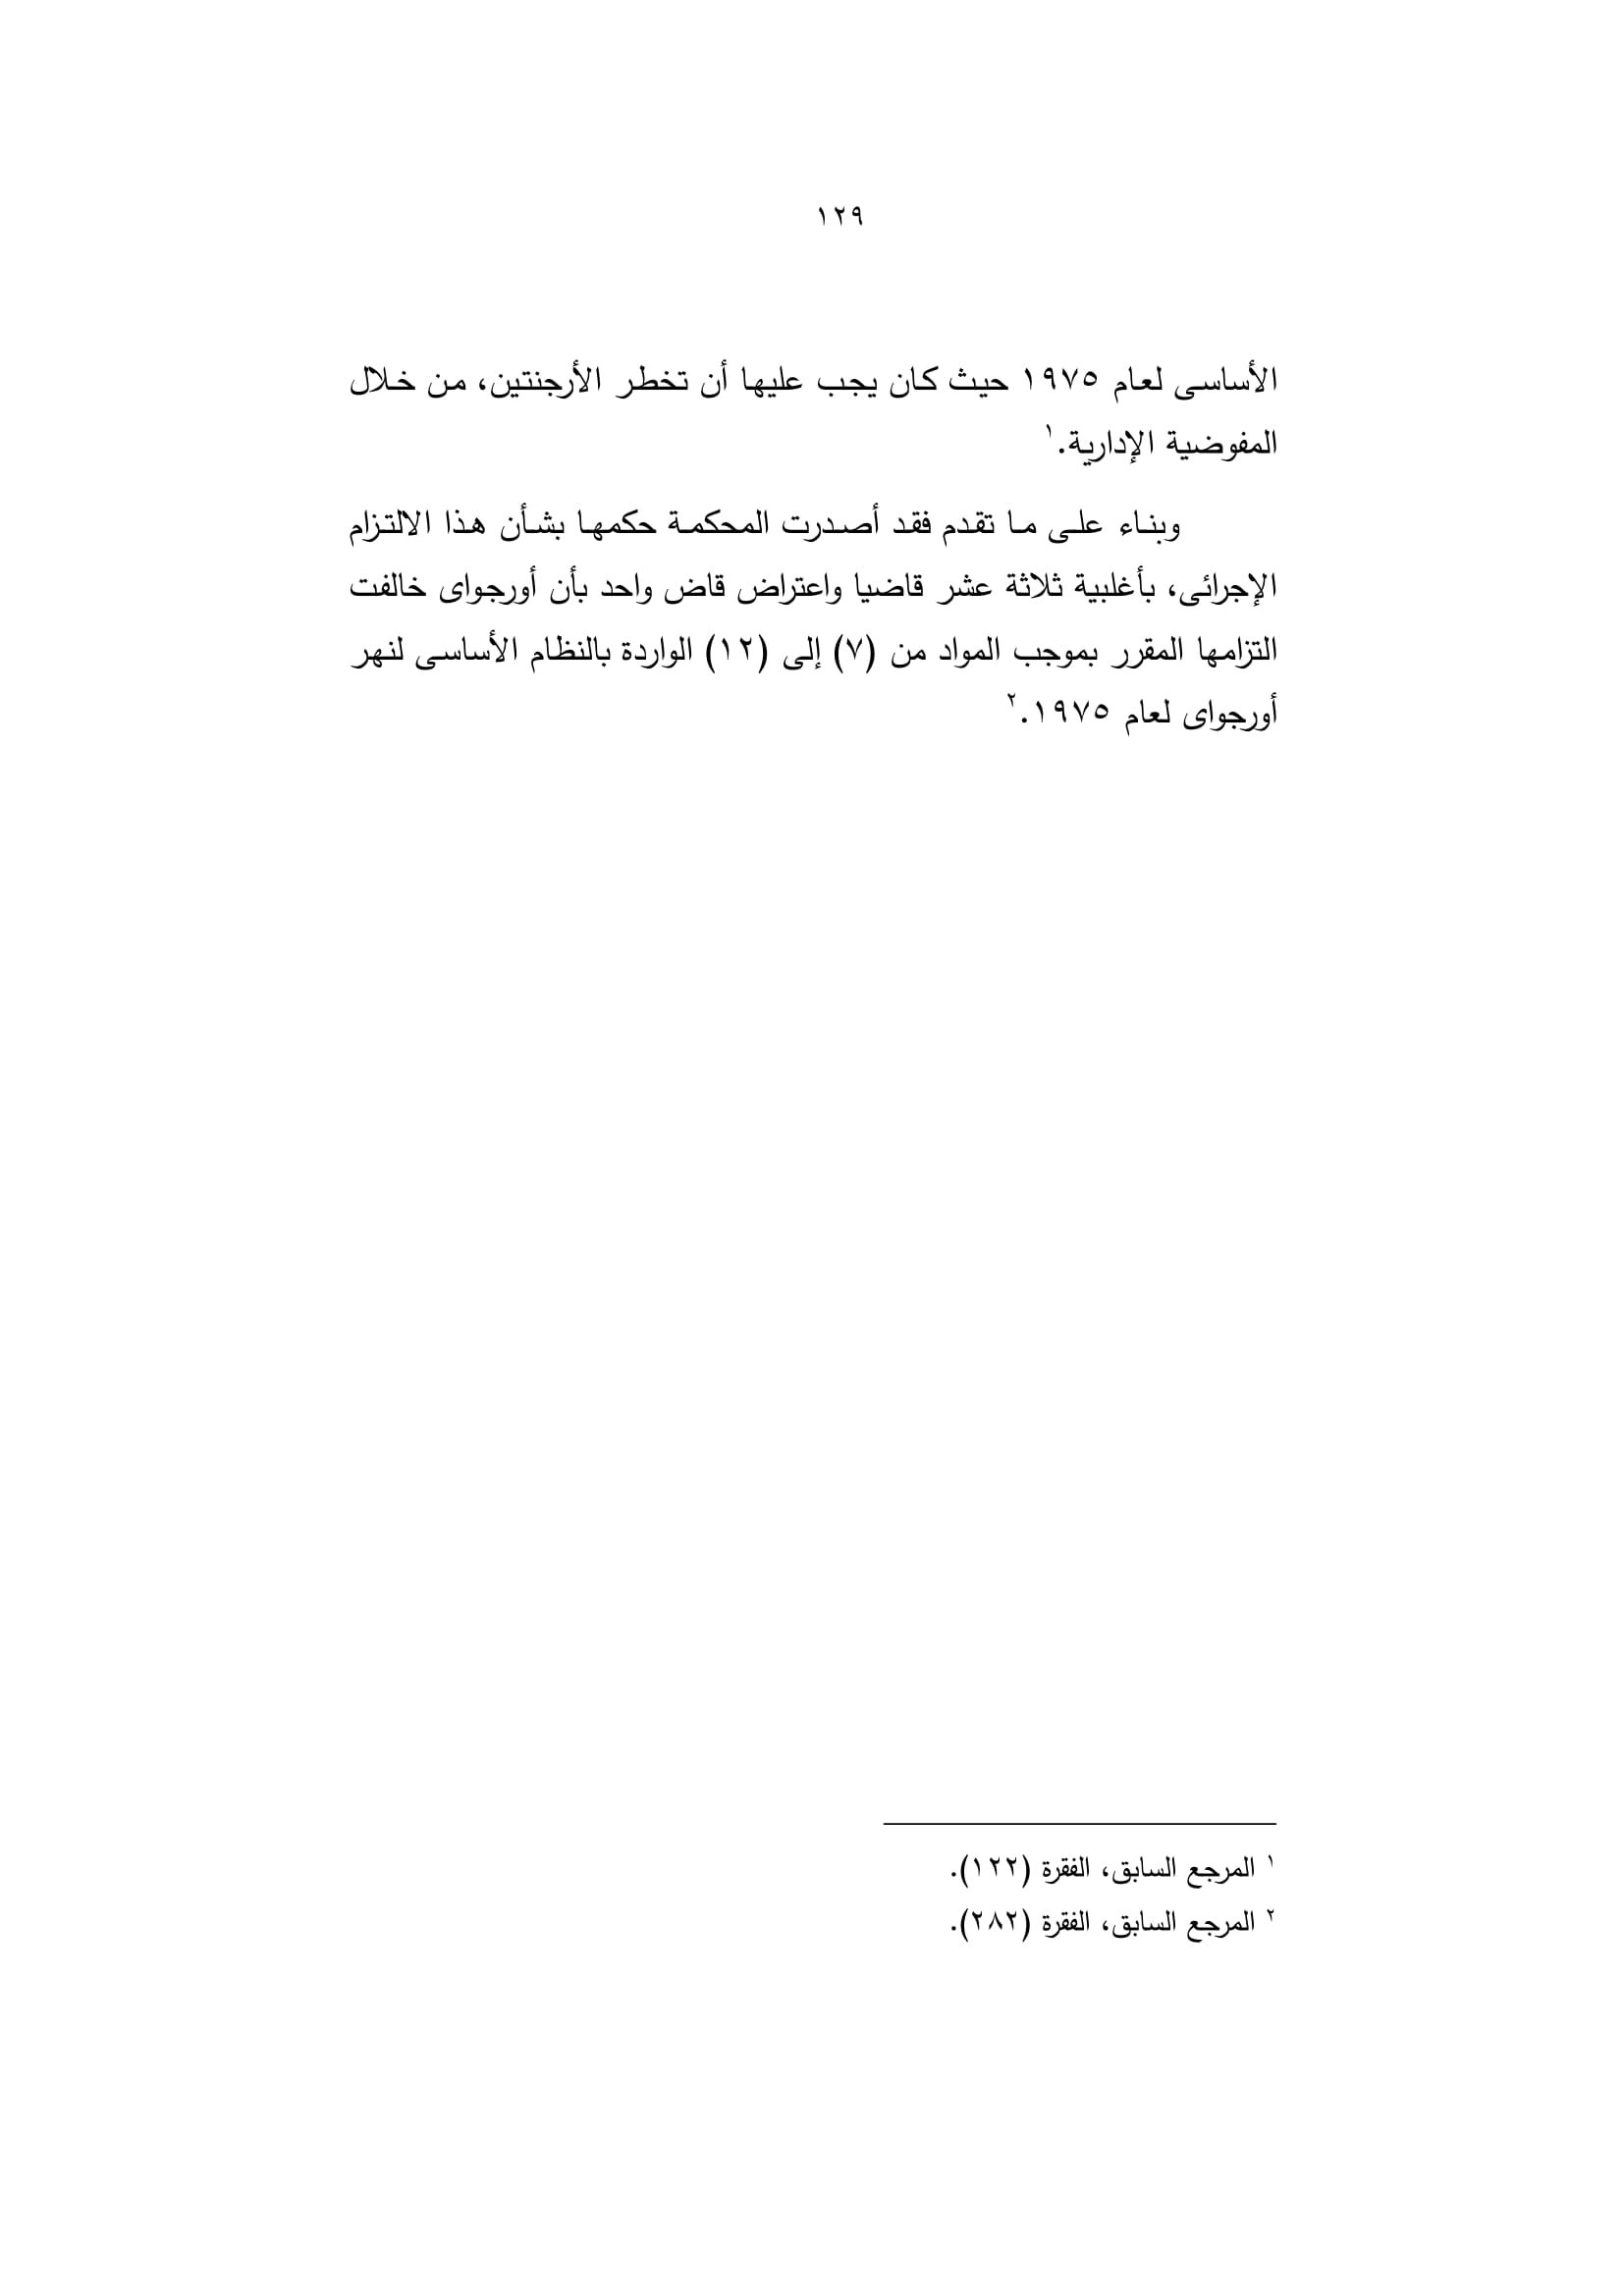 ١٢٩
الأساسى لعام ١٩٧٥ حيث كان يجب عليها أن تخطر الأرجنتين، من خلال
المفوضية الإدارية.١
وبناء على ما تقدم فقد أصدرت المحكمة حكمها بشأن هذا الالتزام
الإجرائى، بأغلبية ثلاثة عشر قاضيا واعتراض قاض واحد بأن أورجواى خالفت
التزامها المقرر بموجب المواد من (٧) إلى (١٢) الواردة بالنظام الأساسى لنهر
أورجواى لعام ١٩٧٥.٢
١ المرجع السابق، الفقرة (١٢٢).
٢ المرجع السابق، الفقرة (٢٨٢).